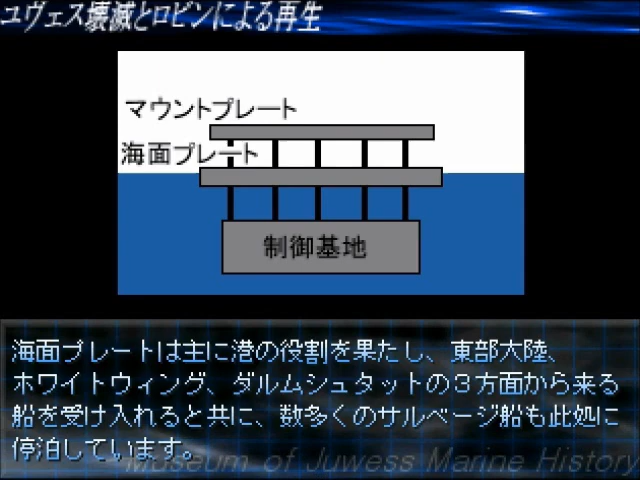 ユヴェス壊滅とロビンによる再生
マウントプレート
海面プレート
制御基地
海面プレートは主に港の役割を果たし、東部大陸、
ホワイトウィング、ダルムシュタットの３方面から来る
船を受け入れると共に、数多くのサルベージ船も此処に
停泊しています。
Museum of Juwess Marine History